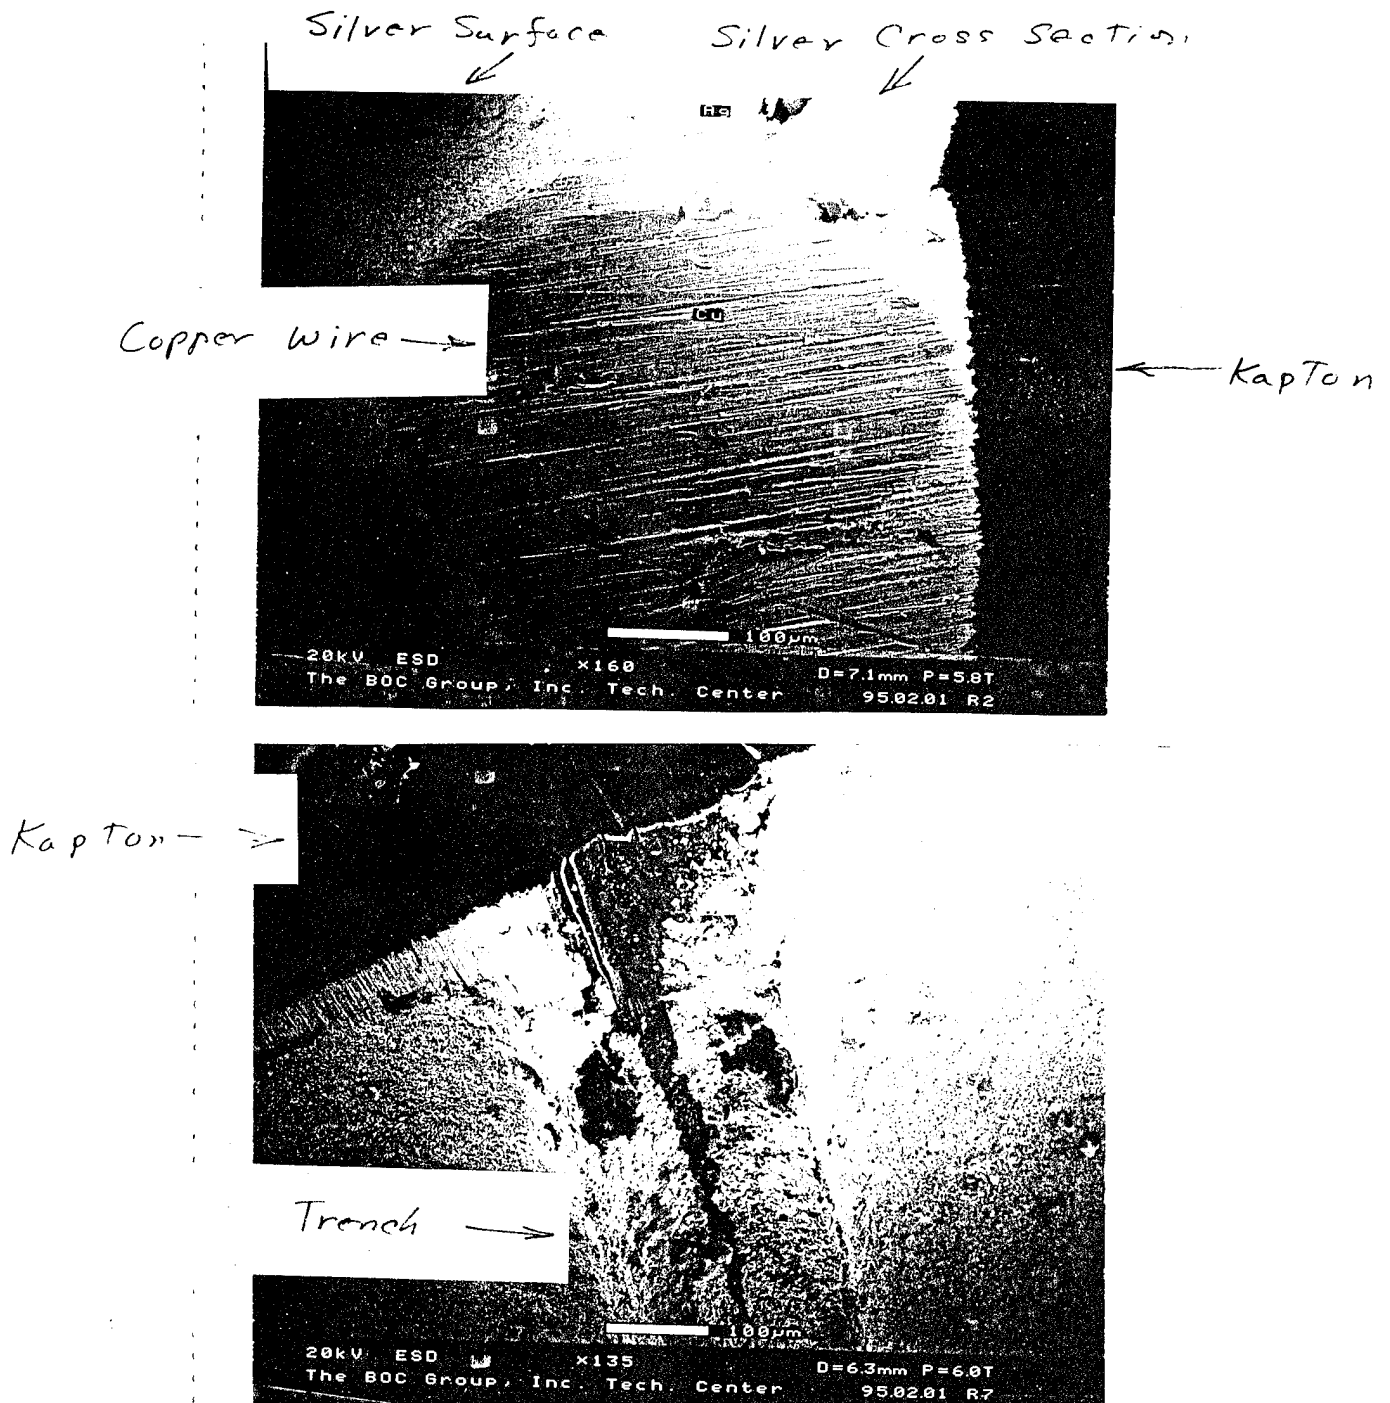 Silver Surface
Silver Cross Section
Ag
Cu
Copper Wire
Kapton
100µm
20kV ESD ×160 D=7.1mm P=5.8T
The BOC Group, Inc. Tech. Center 95.02.01 R2
Kapton
Trench
100µm
20kV ESD ×135 D=6.3mm P=6.0T
The BOC Group, Inc. Tech. Center 95.02.01 R7